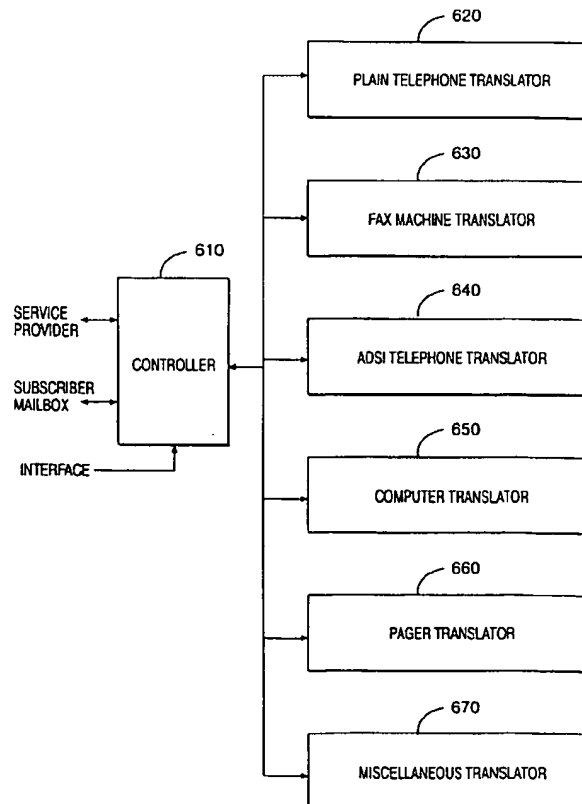 620
PLAIN TELEPHONE TRANSLATOR
630
FAX MACHINE TRANSLATOR
610
SERVICE
PROVIDER
CONTROLLER
SUBSCRIBER
MAILBOX
INTERFACE
640
ADSI TELEPHONE TRANSLATOR
650
COMPUTER TRANSLATOR
660
PAGER TRANSLATOR
670
MISCELLANEOUS TRANSLATOR